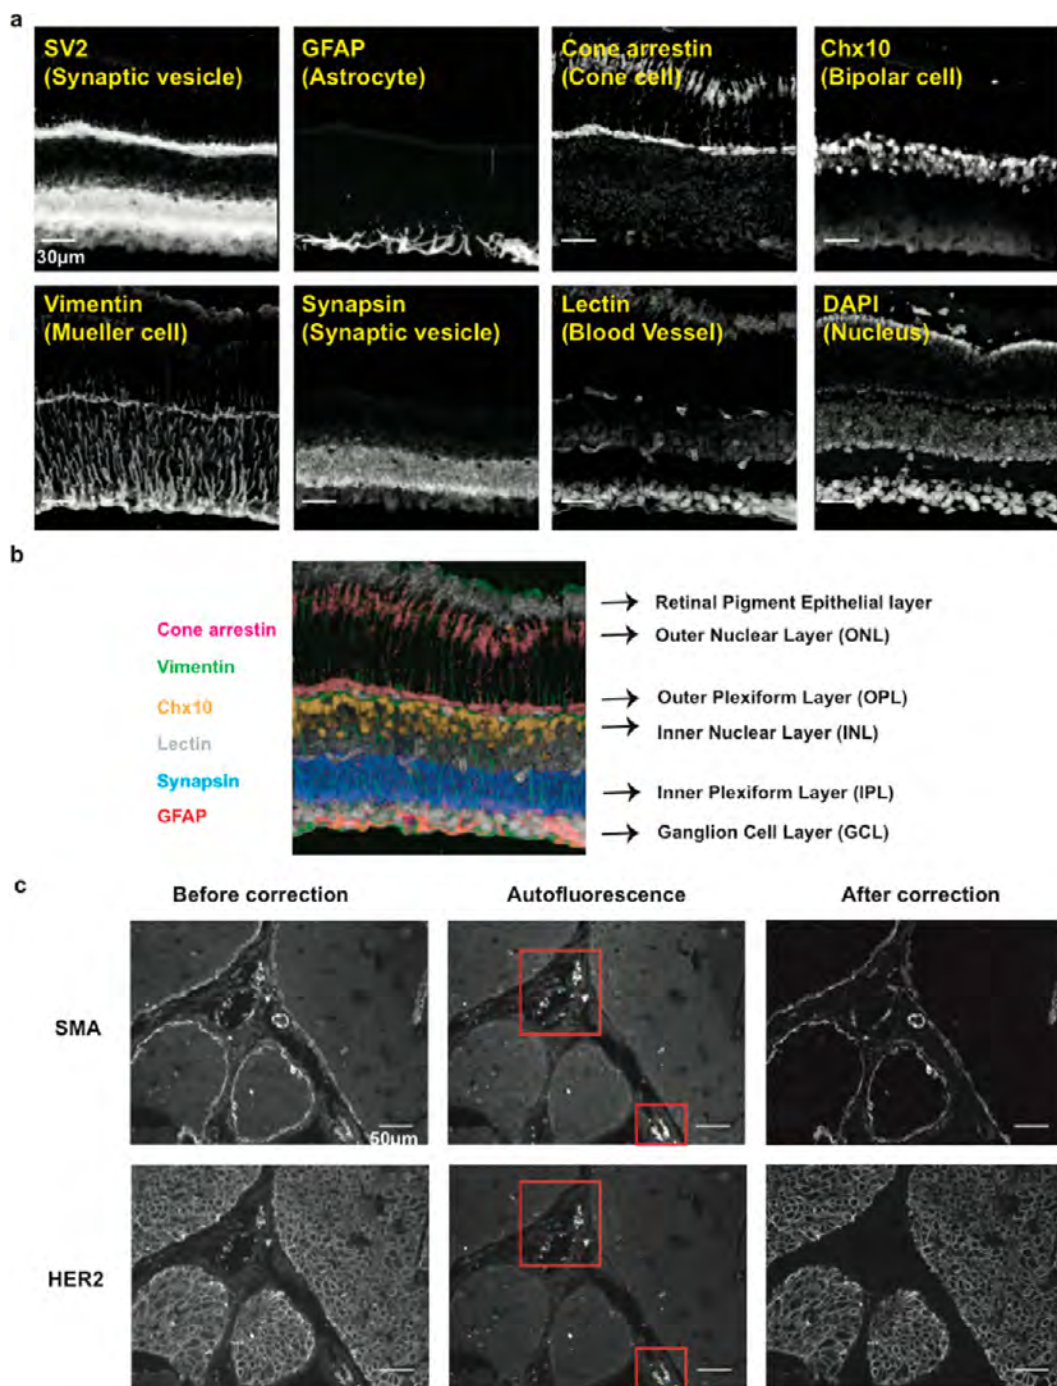 a
SV2
(Synaptic vesicle)
GFAP
(Astrocyte)
Cone arrestin
(Cone cell)
Chx10
(Bipolar cell)
30µm
Vimentin
(Mueller cell)
Synapsin
(Synaptic vesicle)
Lectin
(Blood Vessel)
DAPI
(Nucleus)
b
Cone arrestin
Vimentin
Chx10
Lectin
Synapsin
GFAP
Retinal Pigment Epithelial layer
Outer Nuclear Layer (ONL)
Outer Plexiform Layer (OPL)
Inner Nuclear Layer (INL)
Inner Plexiform Layer (IPL)
Ganglion Cell Layer (GCL)
c
Before correction
Autofluorescence
After correction
SMA
50µm
HER2